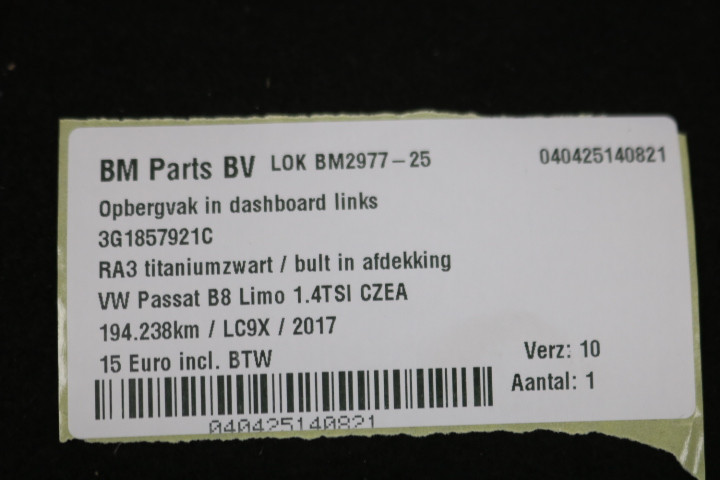 BM Parts BV LOK BM2977-25 040425140821
Opbergvak in dashboard links
3G1857921C
RA3 titaniumzwart / bult in afdekking
VW Passat B8 Limo 1.4TSI CZEA
194.238km / LC9X / 2017
15 Euro incl. BTW
Verz: 10
Aantal: 1
040425140821